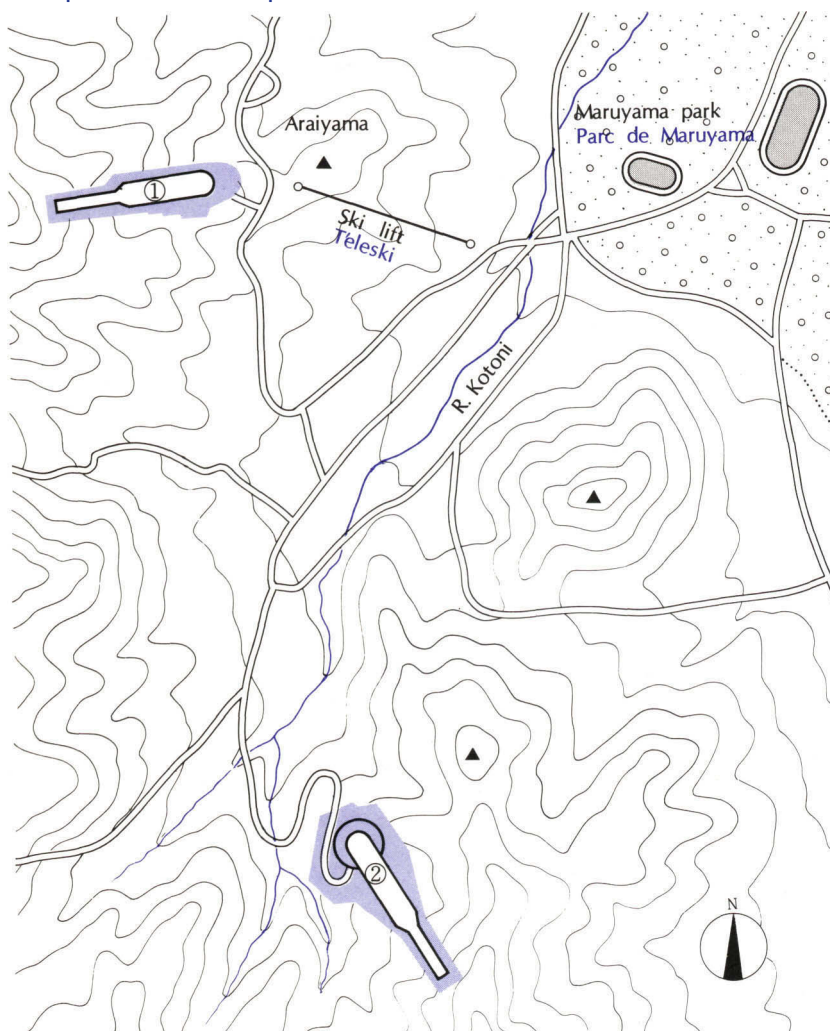 Araiyama
Maruyama park
Parc de Maruyama
①
Ski lift
Téleski
R. Kotoni
②
N